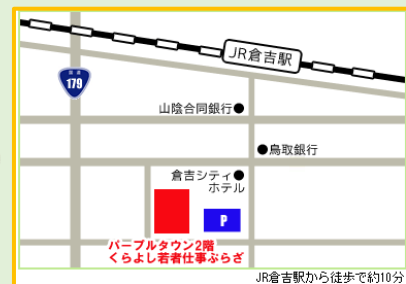 JR倉吉駅
国道
179
山陰合同銀行●
●鳥取銀行
倉吉シティ●
ホテル
P
パープルタウン2階
くらよし若者仕事ぷらざ
JR倉吉駅から徒歩で約10分